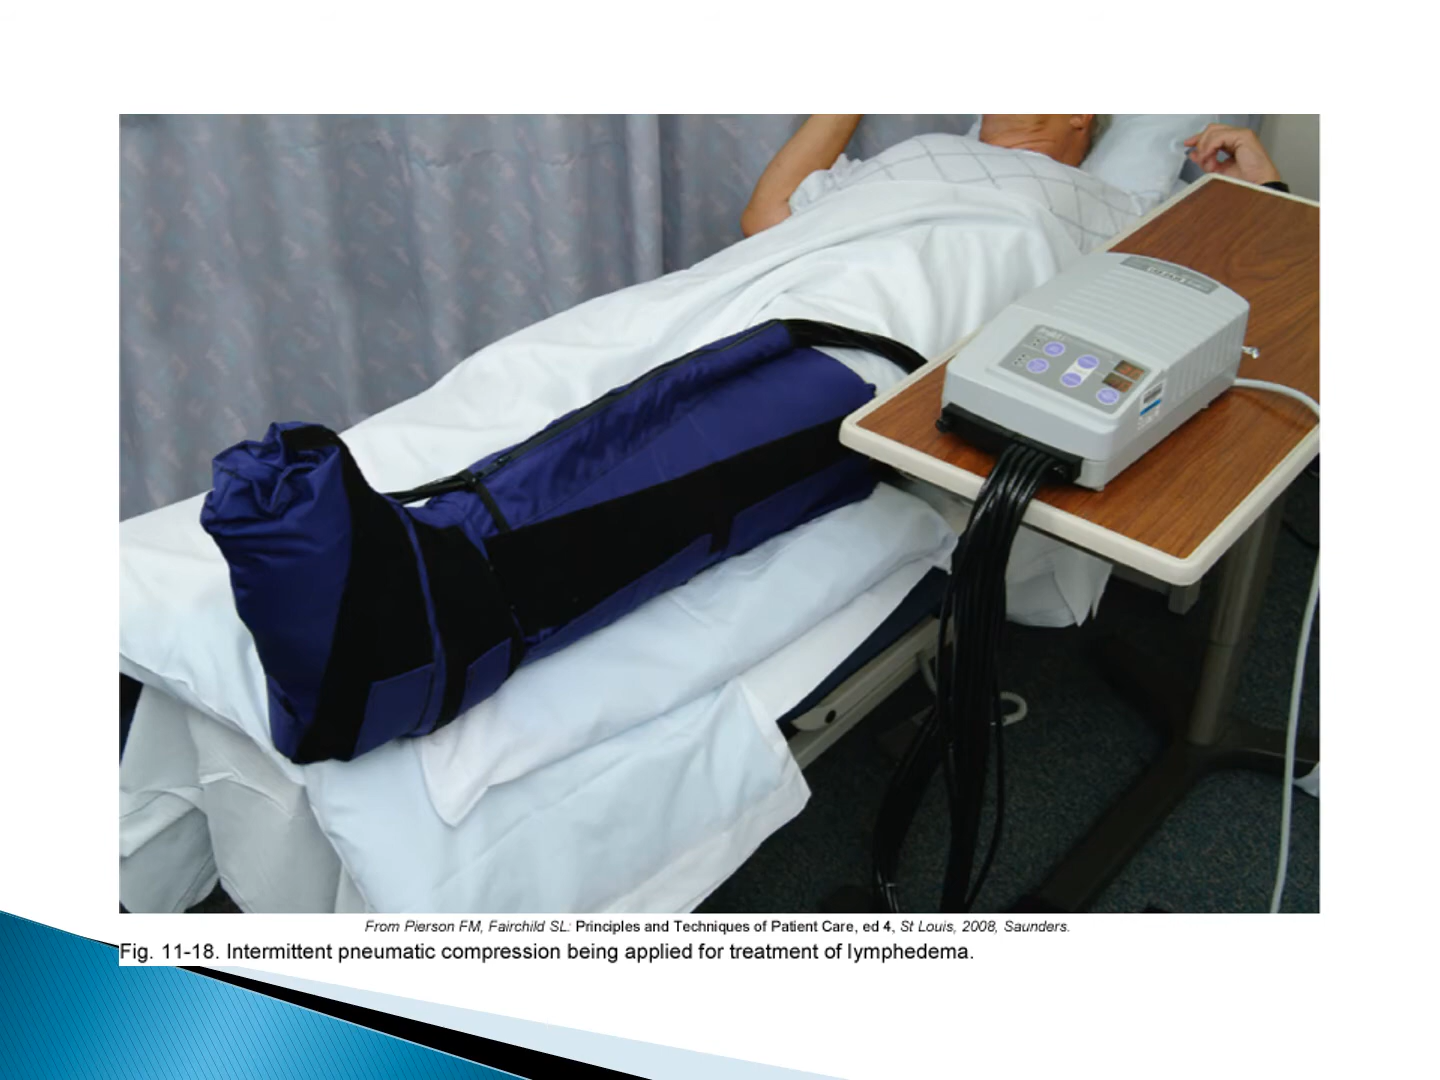 From Pierson FM, Fairchild SL: Principles and Techniques of Patient Care, ed 4, St Louis, 2008, Saunders.
Fig. 11-18. Intermittent pneumatic compression being applied for treatment of lymphedema.